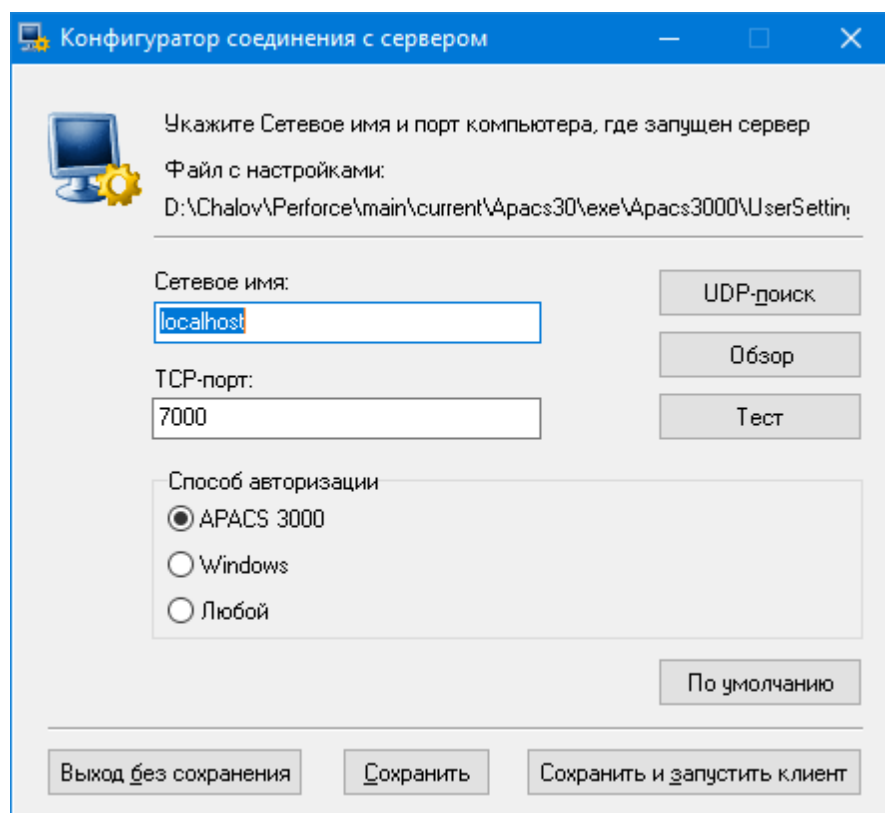 Конфигуратор соединения с сервером
Укажите Сетевое имя и порт компьютера, где запущен сервер
Файл с настройками:
D:\Chalov\Perforce\main\current\Apacs30\exe\Apacs3000\UserSetting
Сетевое имя:
localhost
UDP-поиск
Обзор
TCP-порт:
7000
Тест
Способ авторизации
APACS 3000
Windows
Любой
По умолчанию
Выход без сохранения
Сохранить
Сохранить и запустить клиент